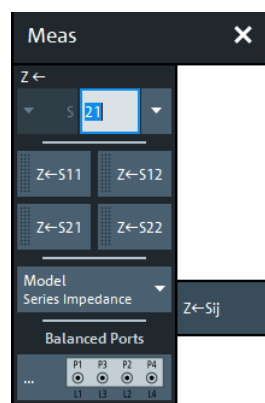 Meas
Z ←
S 21
Z←S11 Z←S12
Z←S21 Z←S22
Model
Series Impedance
Z←Sij
Balanced Ports
... P1 P3 P2 P4
L1 L3 L2 L4